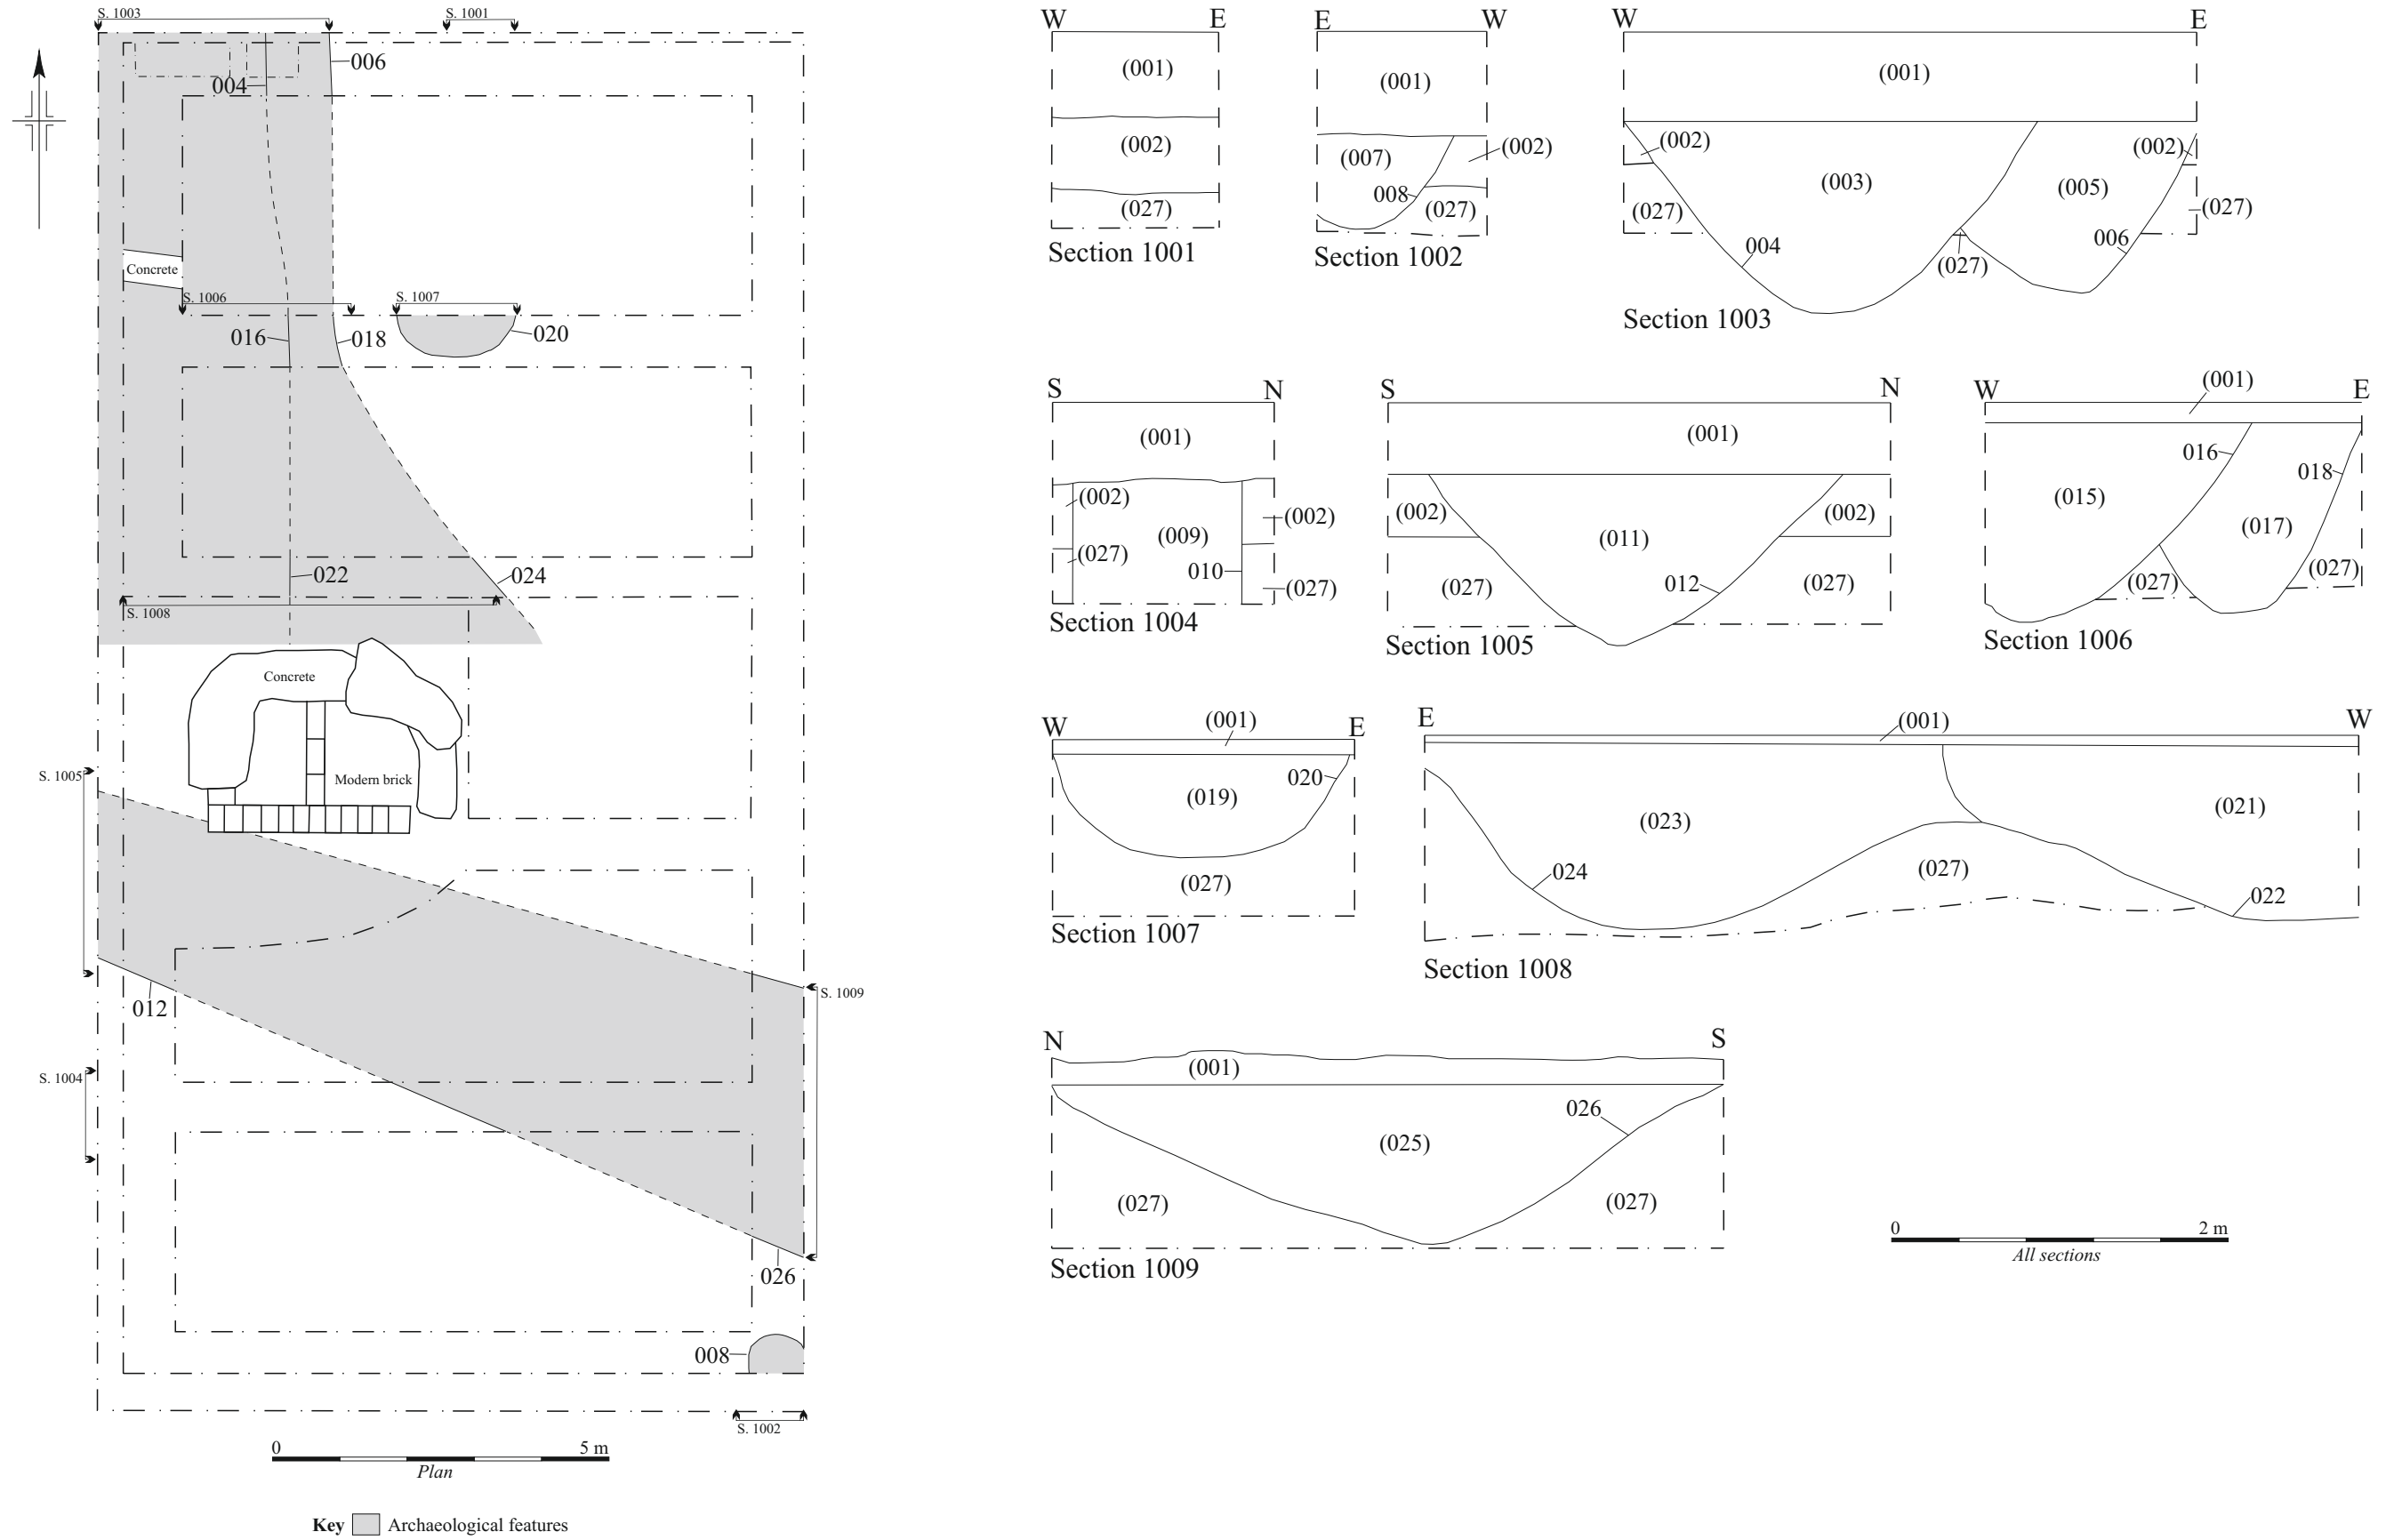 S. 1003
S. 1001
006
004
Concrete
S. 1006
S. 1007
016
018
020
022
024
S. 1008
Concrete
Modern brick
S. 1005
S. 1009
012
S. 1004
026
008
S. 1002
0 5 m
Plan
Key Archaeological features
W E
(001)
(002)
(027)
Section 1001
E W
(001)
(007)
(002)
008
(027)
Section 1002
W E
(001)
(002)
(002)
(003)
(005)
(027)
(027)
004
006
(027)
Section 1003
S N
(001)
(002)
(002)
(009)
(027)
010
(027)
Section 1004
S N
(001)
(002)
(002)
(011)
(027)
012
(027)
Section 1005
(001)
W E
016
018
(015)
(017)
(027)
(027)
Section 1006
(001)
W E
020
(019)
(027)
Section 1007
E W
(001)
(021)
(023)
024
(027)
022
Section 1008
N S
(001)
026
(025)
(027)
(027)
Section 1009
0 2 m
All sections